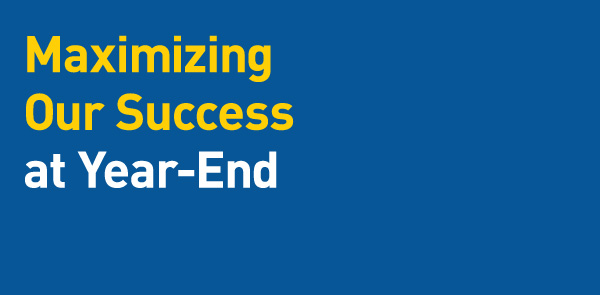 Maximizing
Our Success
at Year-End